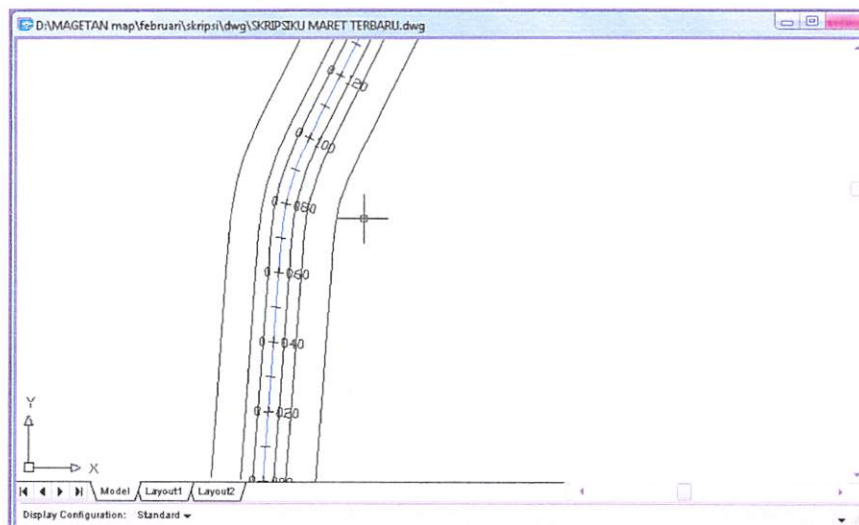 D:\MAGETAN map\februari\skripsi\dwg\SKRIPSIKU MARET TERBARU.dwg
0+120
0+100
0+080
0+060
0+040
0+020
Y
X
Model Layout1 Layout2
Display Configuration: Standard